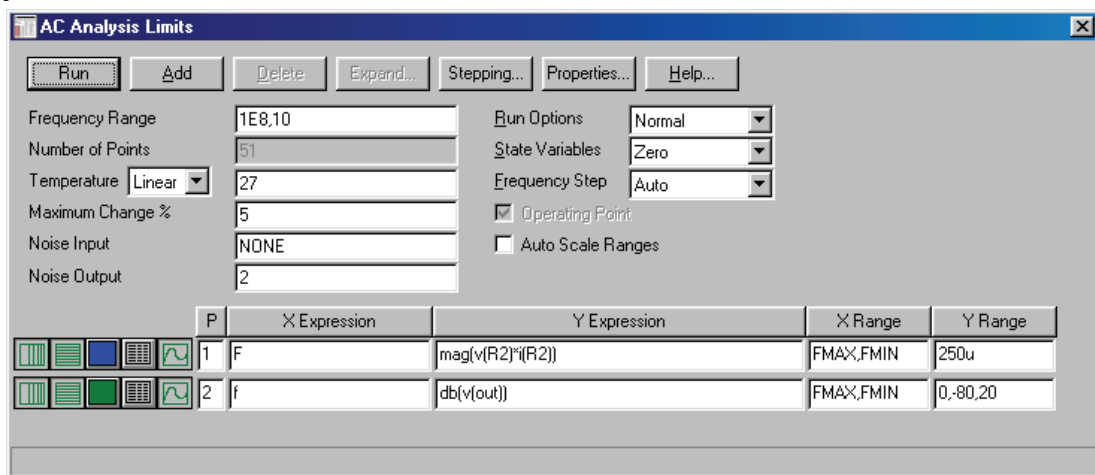 AC Analysis Limits
Run Add Delete Expand... Stepping... Properties... Help...
Frequency Range 1E8,10 Run Options Normal
Number of Points 51 State Variables Zero
Temperature Linear 27 Frequency Step Auto
Maximum Change % 5 Operating Point
Noise Input NONE Auto Scale Ranges
Noise Output 2
P X Expression Y Expression X Range Y Range
1 F mag(v(R2)*i(R2)) FMAX,FMIN 250u
2 f db(v(out)) FMAX,FMIN 0,-80,20